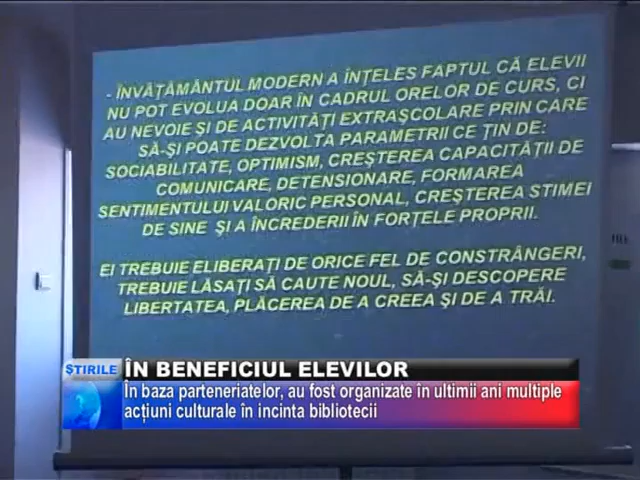 - ÎNVĂȚĂMÂNTUL MODERN A ÎNȚELES FAPTUL CĂ ELEVII
NU POT EVOLUA DOAR ÎN CADRUL ORELOR DE CURS, CI
AU NEVOIE ȘI DE ACTIVITĂȚI EXTRAȘCOLARE PRIN CARE
SĂ-ȘI POATE DEZVOLTA PARAMETRII CE ȚIN DE:
SOCIABILITATE, OPTIMISM, CREȘTEREA CAPACITĂȚII DE
COMUNICARE, DETENSIONARE, FORMAREA
SENTIMENTULUI VALORIC PERSONAL, CREȘTEREA STIMEI
DE SINE ȘI A ÎNCREDERII ÎN FORȚELE PROPRII.
EI TREBUIE ELIBERAȚI DE ORICE FEL DE CONSTRÂNGERI,
TREBUIE LĂSAȚI SĂ CAUTE NOUL, SĂ-ȘI DESCOPERE
LIBERTATEA, PLĂCEREA DE A CREEA ȘI DE A TRĂI.
ȘTIRILE
ÎN BENEFICIUL ELEVILOR
În baza parteneriatelor, au fost organizate în ultimii ani multiple
acțiuni culturale în incinta bibliotecii